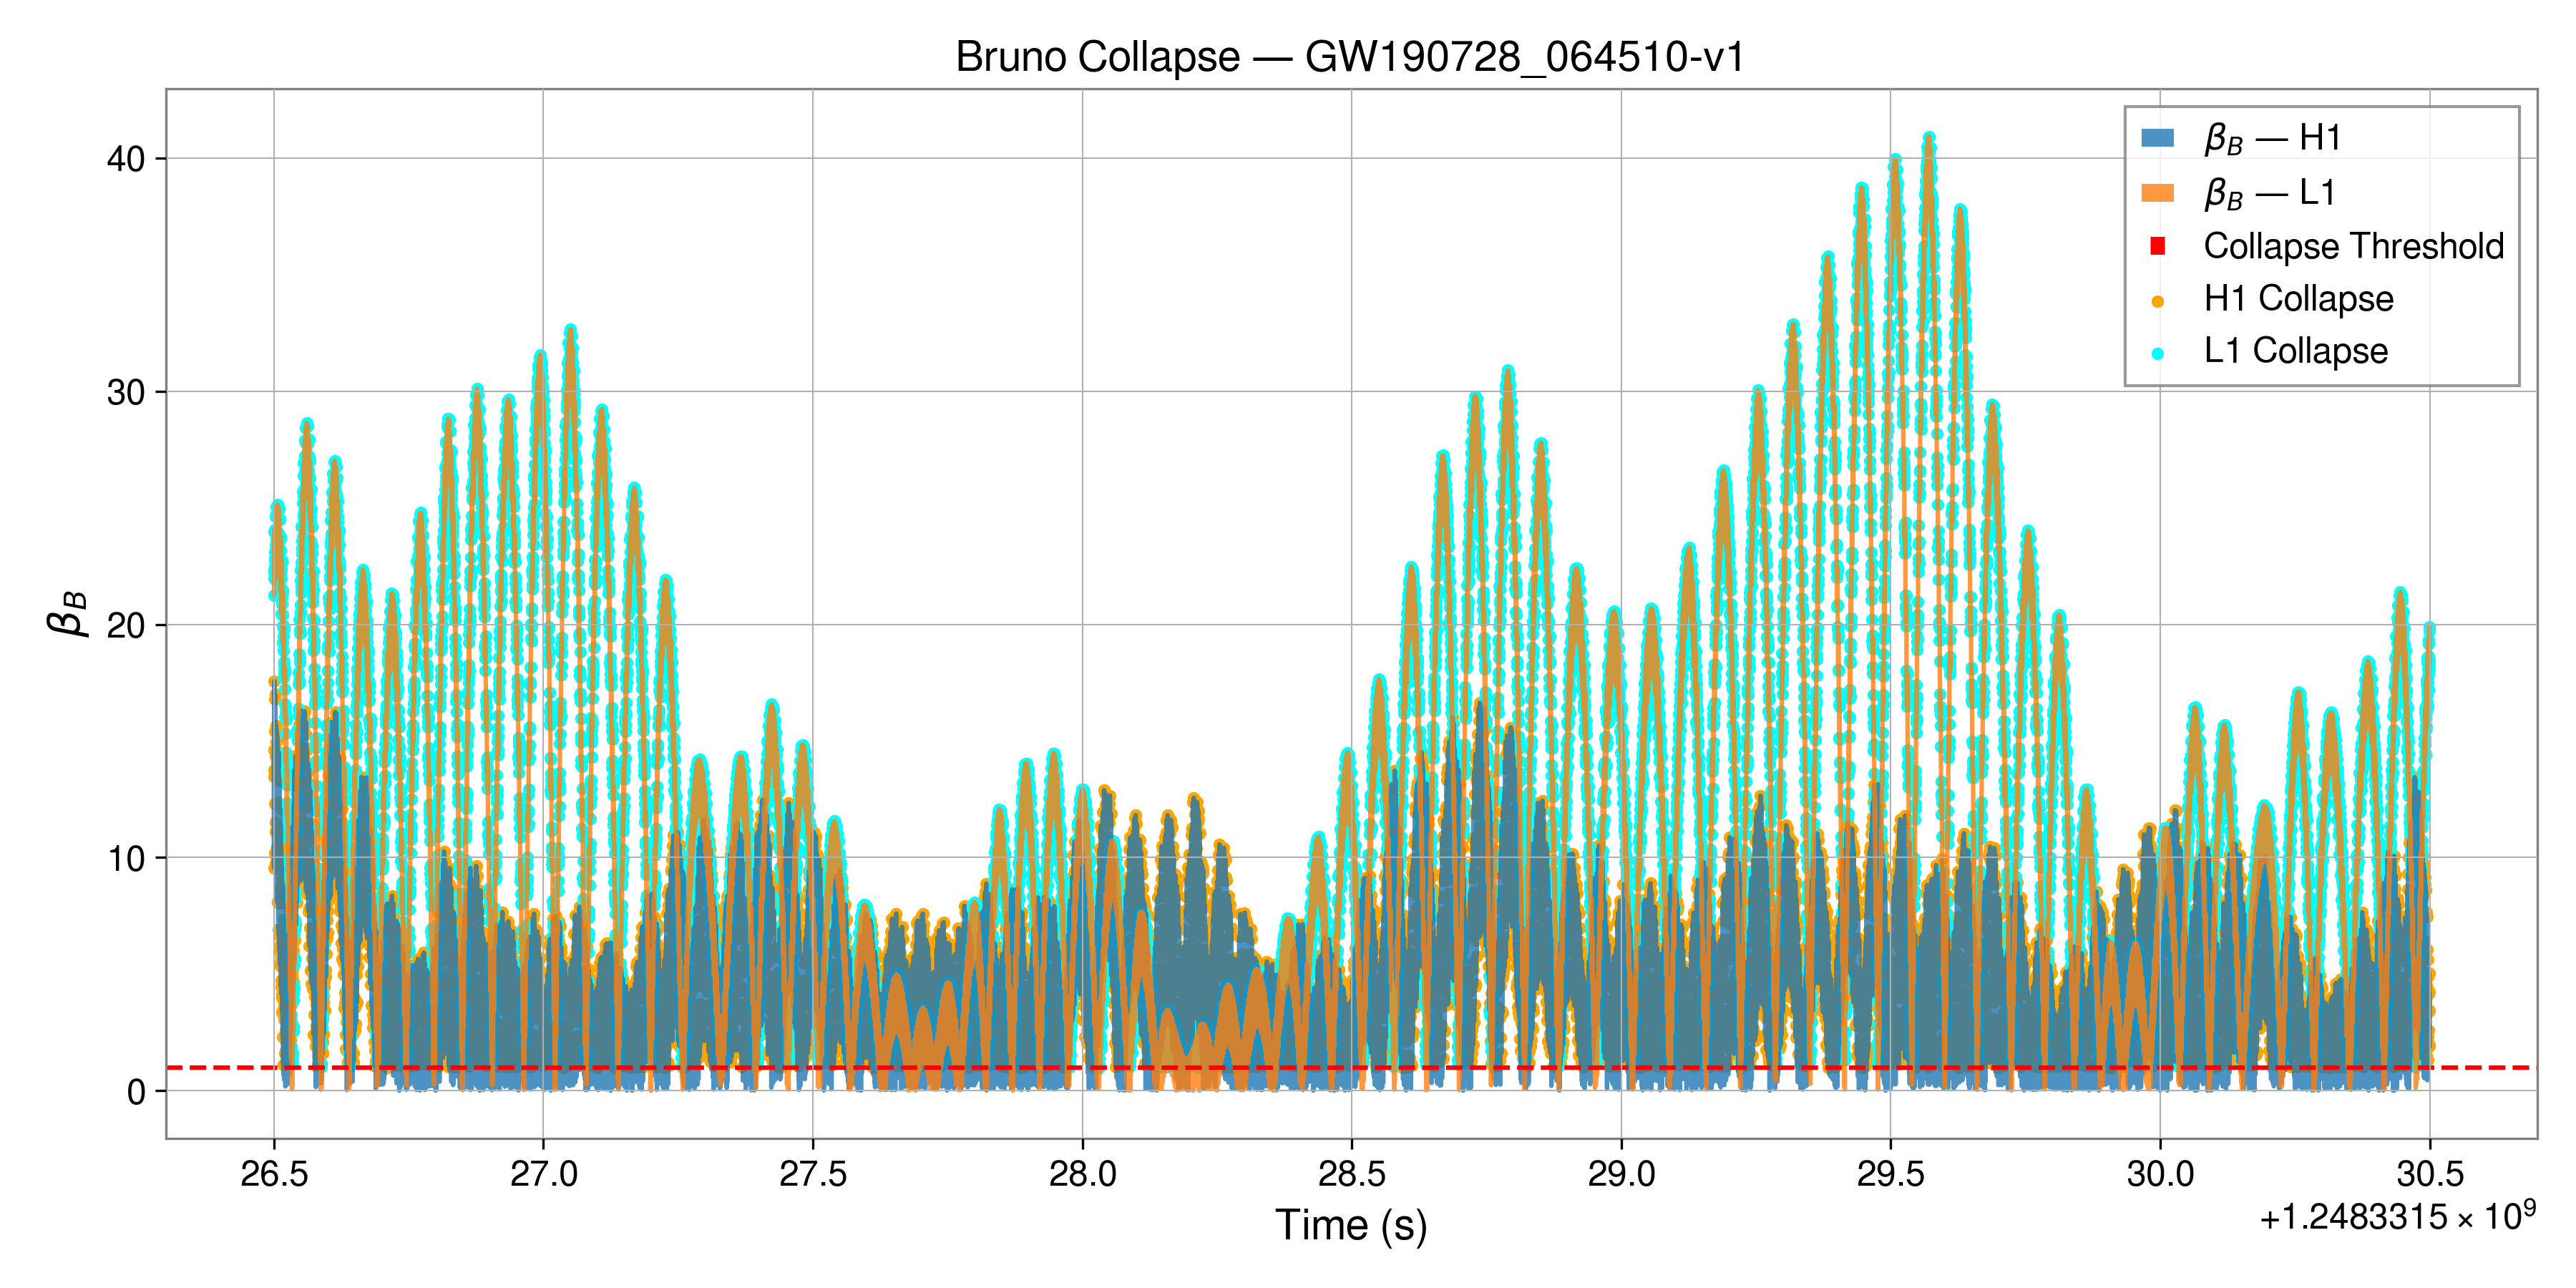 Bruno Collapse — GW190728_064510-v1
β_B — H1
β_B — L1
Collapse Threshold
H1 Collapse
L1 Collapse
β_B
40
30
20
10
0
26.5 27.0 27.5 28.0 28.5 29.0 29.5 30.0 30.5
Time (s)
+1.2483315 × 10⁹